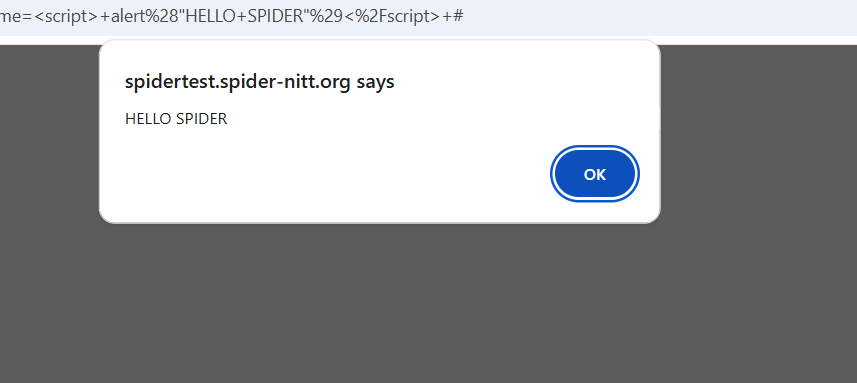 me=<script>+alert%28"HELLO+SPIDER"%29<%2Fscript>+#
spidertest.spider-nitt.org says
HELLO SPIDER
OK